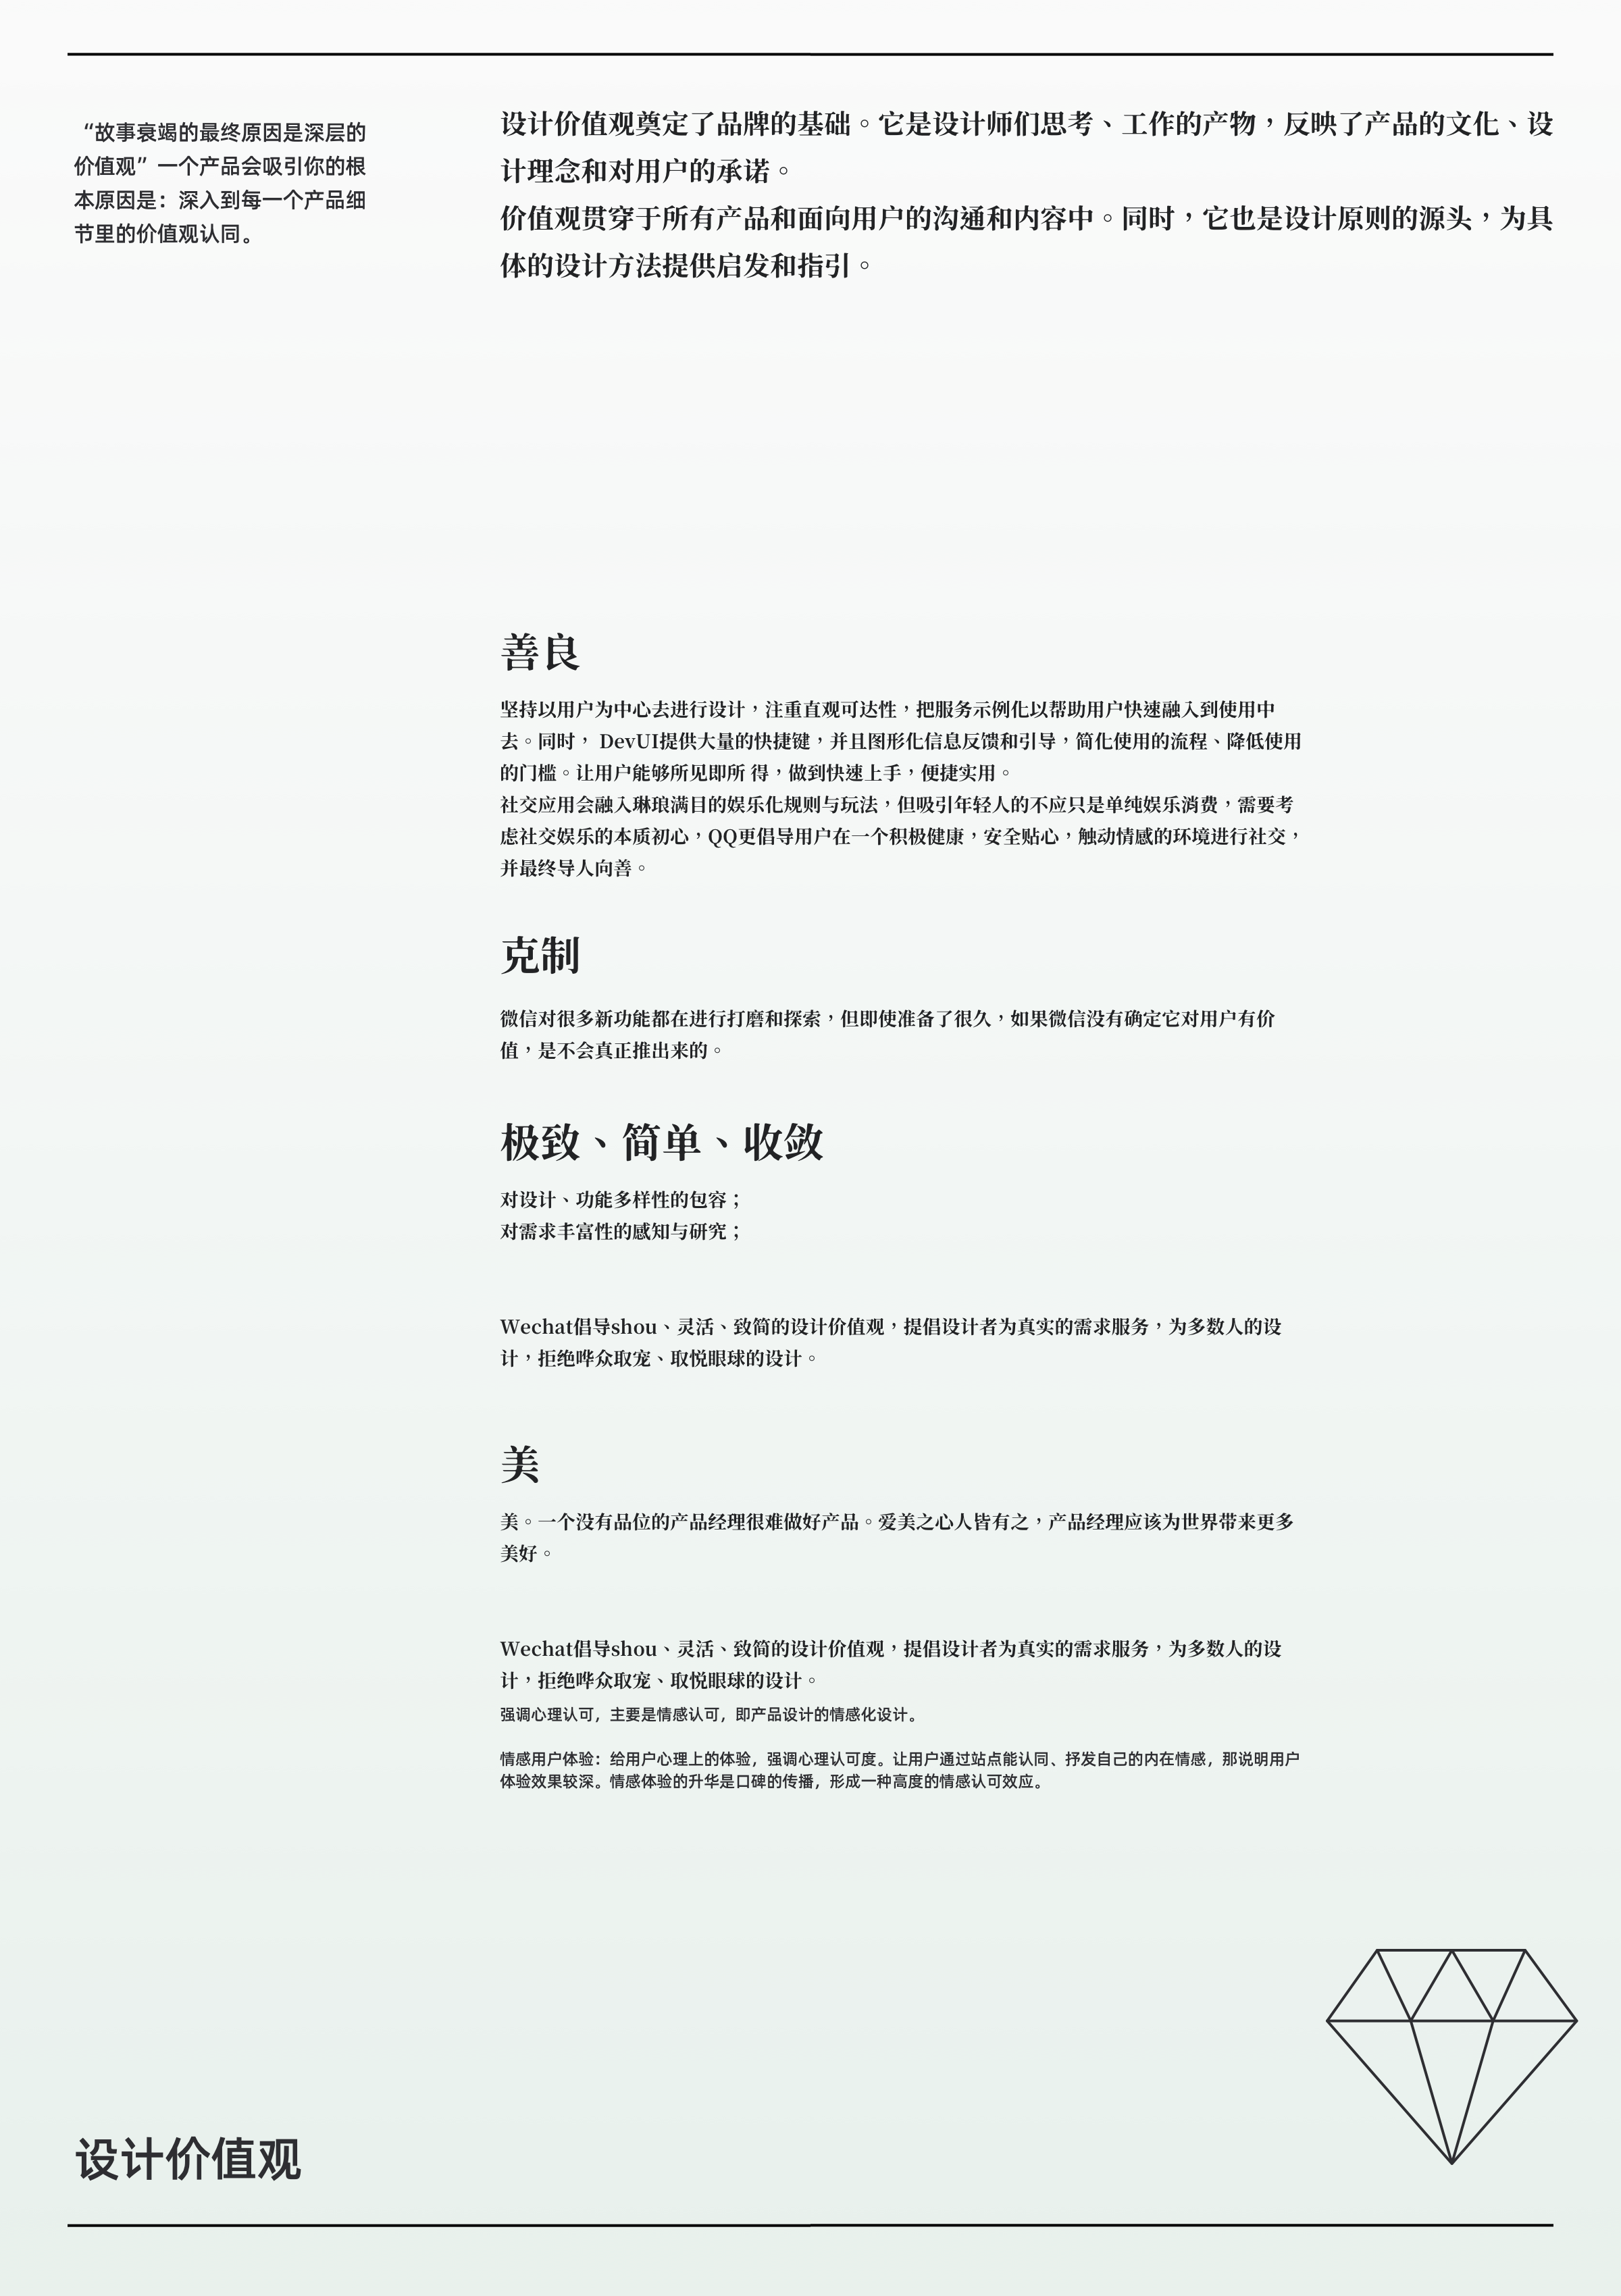 “故事衰竭的最终原因是深层的
价值观”一个产品会吸引你的根
本原因是：深入到每一个产品细
节里的价值观认同。
设计价值观奠定了品牌的基础。它是设计师们思考、工作的产物，反映了产品的文化、设
计理念和对用户的承诺。
价值观贯穿于所有产品和面向用户的沟通和内容中。同时，它也是设计原则的源头，为具
体的设计方法提供启发和指引。
善良
坚持以用户为中心去进行设计，注重直观可达性，把服务示例化以帮助用户快速融入到使用中
去。同时， DevUI提供大量的快捷键，并且图形化信息反馈和引导，简化使用的流程、降低使用
的门槛。让用户能够所见即所 得，做到快速上手，便捷实用。
社交应用会融入琳琅满目的娱乐化规则与玩法，但吸引年轻人的不应只是单纯娱乐消费，需要考
虑社交娱乐的本质初心，QQ更倡导用户在一个积极健康，安全贴心，触动情感的环境进行社交，
并最终导人向善。
克制
微信对很多新功能都在进行打磨和探索，但即使准备了很久，如果微信没有确定它对用户有价
值，是不会真正推出来的。
极致、简单、收敛
对设计、功能多样性的包容；
对需求丰富性的感知与研究；
Wechat倡导shou、灵活、致简的设计价值观，提倡设计者为真实的需求服务，为多数人的设
计，拒绝哗众取宠、取悦眼球的设计。
美
美。一个没有品位的产品经理很难做好产品。爱美之心人皆有之，产品经理应该为世界带来更多
美好。
Wechat倡导shou、灵活、致简的设计价值观，提倡设计者为真实的需求服务，为多数人的设
计，拒绝哗众取宠、取悦眼球的设计。
强调心理认可，主要是情感认可，即产品设计的情感化设计。
情感用户体验：给用户心理上的体验，强调心理认可度。让用户通过站点能认同、抒发自己的内在情感，那说明用户
体验效果较深。情感体验的升华是口碑的传播，形成一种高度的情感认可效应。
设计价值观